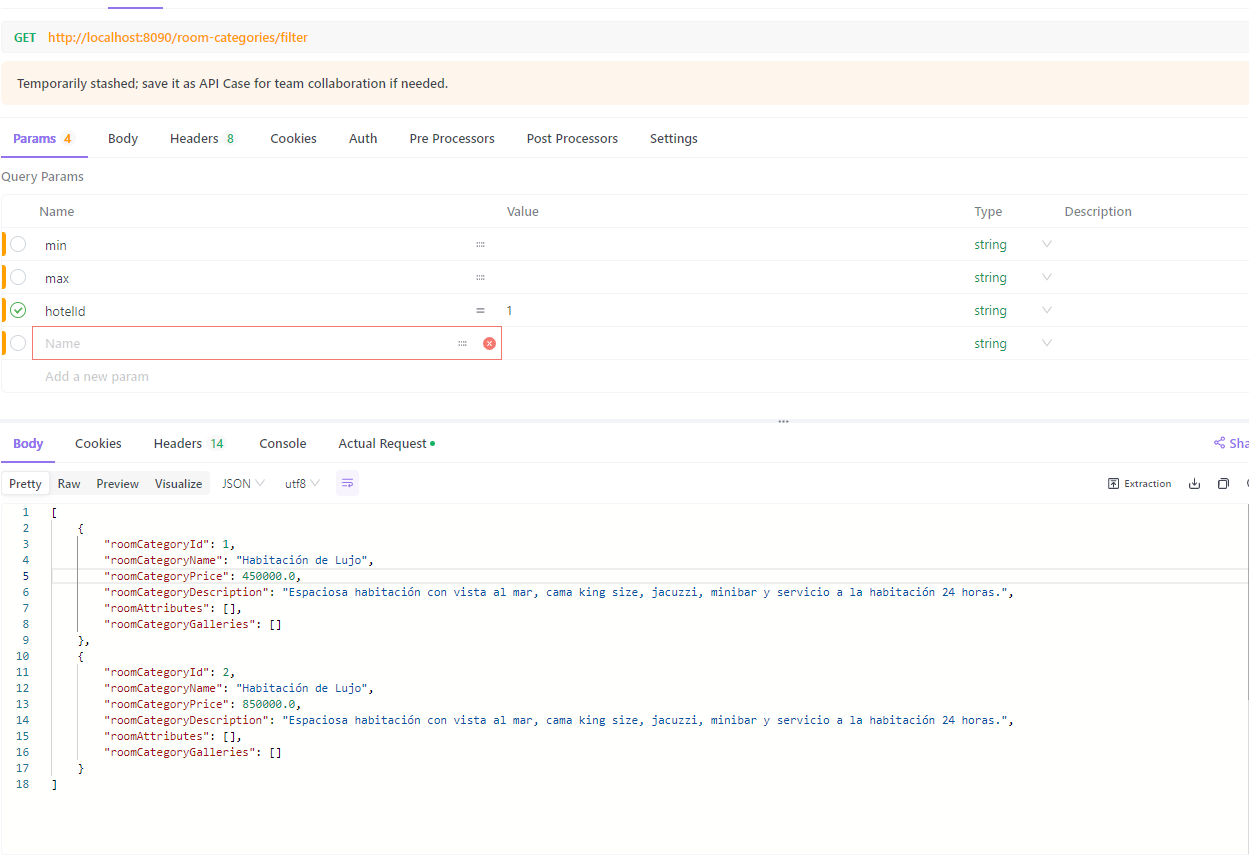 GET http://localhost:8090/room-categories/filter
Temporarily stashed; save it as API Case for team collaboration if needed.
Params 4 Body Headers 8 Cookies Auth Pre Processors Post Processors Settings
Query Params
Name Value Type Description
min string
max string
hotelId = 1 string
Name string
Add a new param
Body Cookies Headers 14 Console Actual Request Sha
Pretty Raw Preview Visualize JSON utf8 Extraction
1 [
2 {
3 "roomCategoryId": 1,
4 "roomCategoryName": "Habitación de Lujo",
5 "roomCategoryPrice": 450000.0,
6 "roomCategoryDescription": "Espaciosa habitación con vista al mar, cama king size, jacuzzi, minibar y servicio a la habitación 24 horas.",
7 "roomAttributes": [],
8 "roomCategoryGalleries": []
9 },
10 {
11 "roomCategoryId": 2,
12 "roomCategoryName": "Habitación de Lujo",
13 "roomCategoryPrice": 850000.0,
14 "roomCategoryDescription": "Espaciosa habitación con vista al mar, cama king size, jacuzzi, minibar y servicio a la habitación 24 horas.",
15 "roomAttributes": [],
16 "roomCategoryGalleries": []
17 }
18 ]